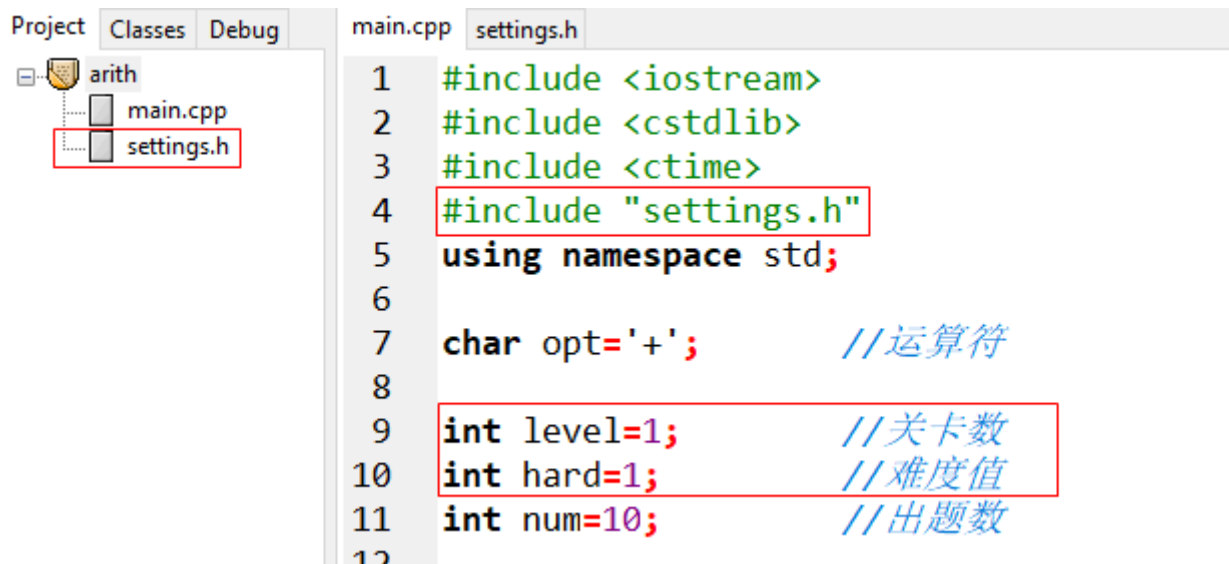 Project Classes Debug
arith
main.cpp
settings.h
main.cpp settings.h
1 #include <iostream>
2 #include <cstdlib>
3 #include <ctime>
4 #include "settings.h"
5 using namespace std;
6
7 char opt='+'; //运算符
8
9 int level=1; //关卡数
10 int hard=1; //难度值
11 int num=10; //出题数
12